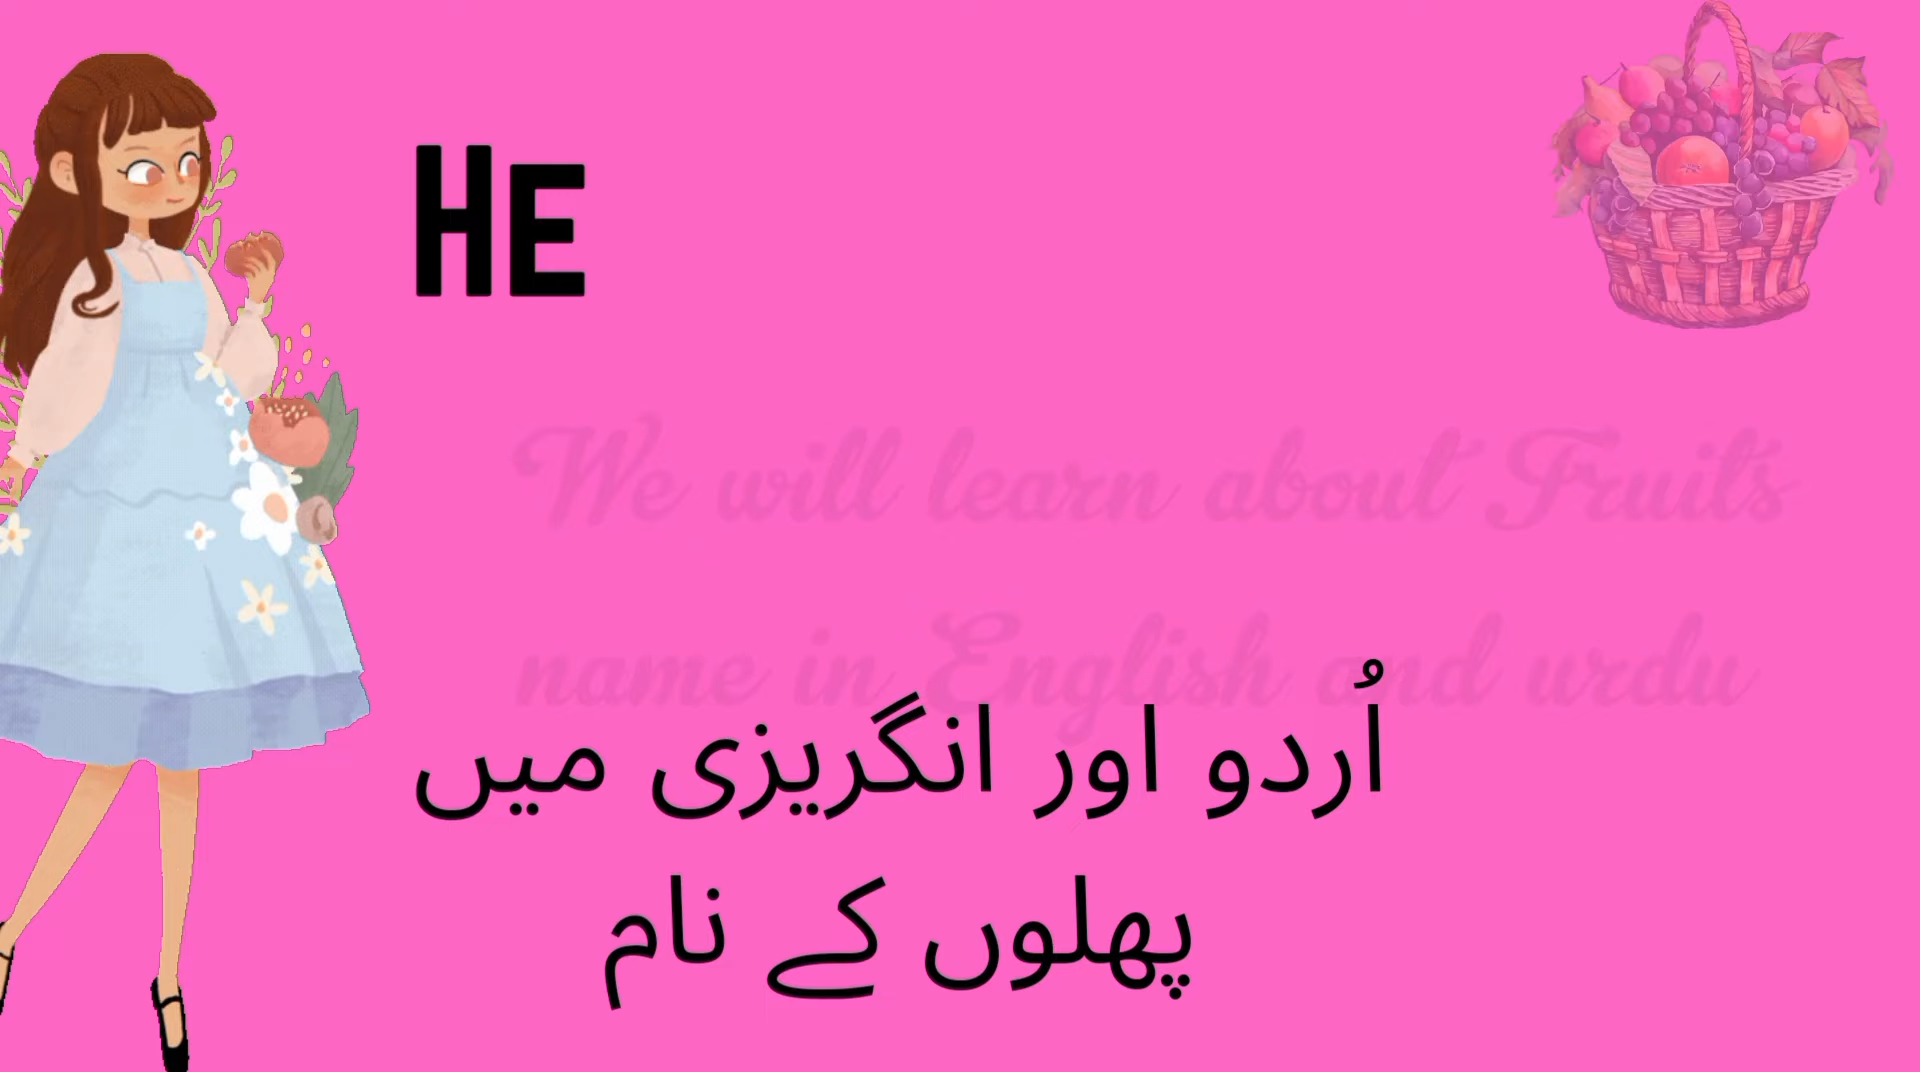 HE
We will learn about Fruits
name in English and urdu
اُردو اور انگریزی میں
پھلوں کے نام